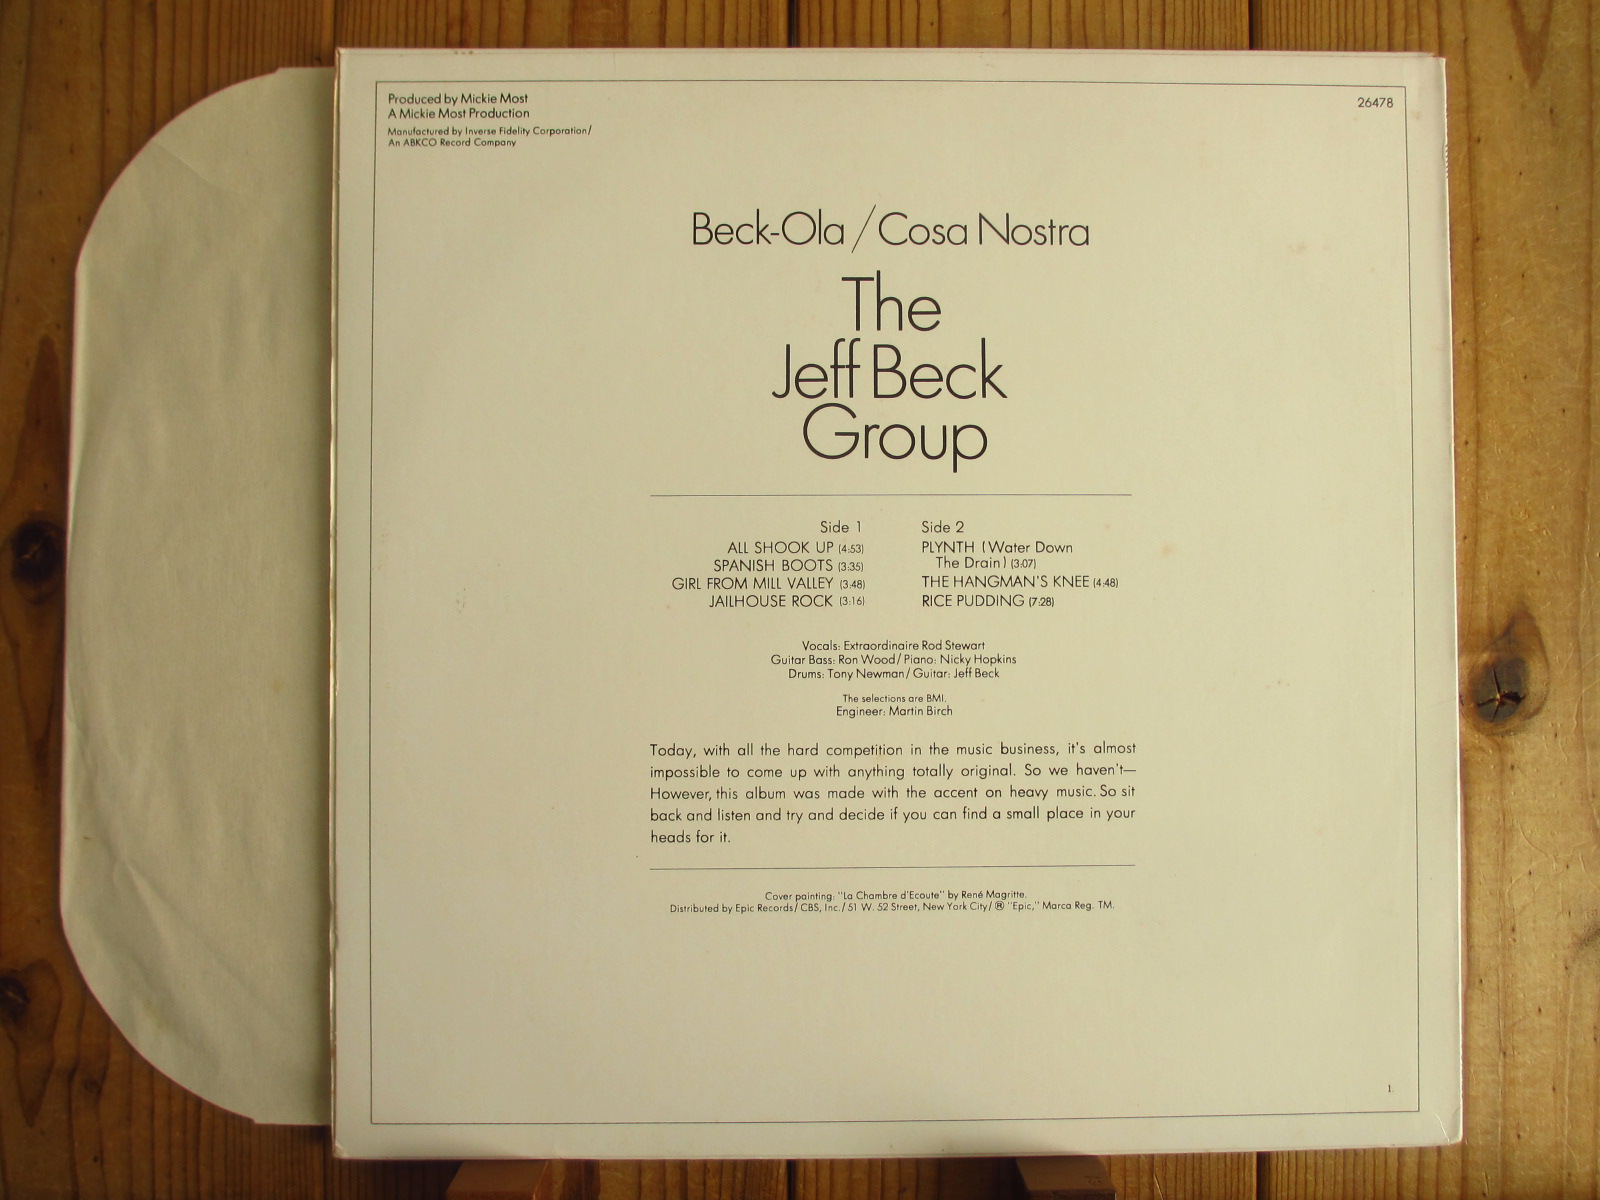 Produced by Mickie Most
A Mickie Most Production
Manufactured by Inverse Fidelity Corporation/
An ABKCO Record Company
26478
Beck-Ola/Cosa Nostra
The
Jeff Beck
Group
Side 1
ALL SHOOK UP (4:53)
SPANISH BOOTS (3:35)
GIRL FROM MILL VALLEY (3:48)
JAILHOUSE ROCK (3:16)
Side 2
PLYNTH (Water Down
The Drain) (3:07)
THE HANGMAN'S KNEE (4:48)
RICE PUDDING (7:28)
Vocals: Extraordinaire Rod Stewart
Guitar Bass: Ron Wood/Piano: Nicky Hopkins
Drums: Tony Newman/Guitar: Jeff Beck
The selections are BMI.
Engineer: Martin Birch
Today, with all the hard competition in the music business, it's almost
impossible to come up with anything totally original. So we haven't—
However, this album was made with the accent on heavy music. So sit
back and listen and try and decide if you can find a small place in your
heads for it.
Cover painting: "La Chambre d'Ecoute" by René Magritte.
Distributed by Epic Records/CBS, Inc./51 W. 52 Street, New York City/® "Epic," Marca Reg. TM.
1.